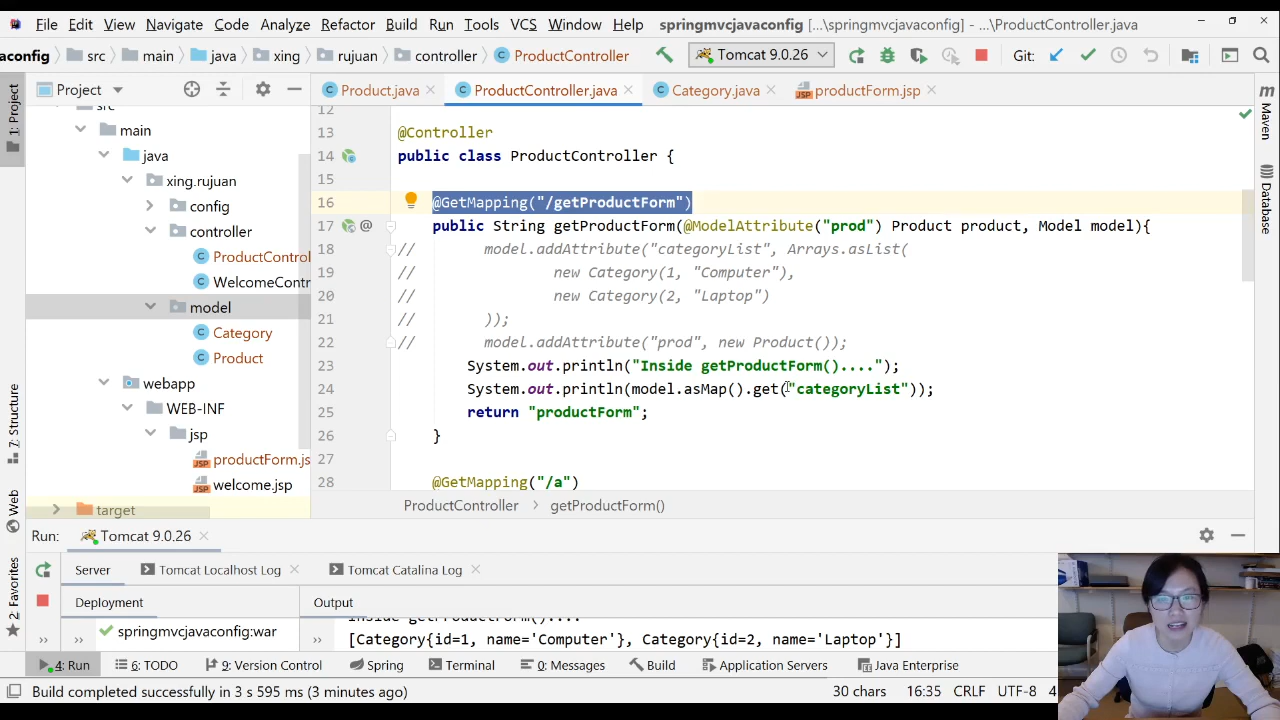 File Edit View Navigate Code Analyze Refactor Build Run Tools VCS Window Help springmvcjavaconfig [...\springmvcjavaconfig] - ...\ProductController.java
avaconfig src main java xing rujuan controller ProductController Tomcat 9.0.26 Git:
1: Project
Project
Product.java ProductController.java Category.java productForm.jsp
src
main
java
xing.rujuan
config
controller
ProductControl
WelcomeContr
model
Category
Product
webapp
WEB-INF
jsp
productForm.js
welcome.jsp
target
12
13 @Controller
14 public class ProductController {
15
16 @GetMapping("/getProductForm")
17 public String getProductForm(@ModelAttribute("prod") Product product, Model model){
18 // model.addAttribute("categoryList", Arrays.asList(
19 // new Category(1, "Computer"),
20 // new Category(2, "Laptop")
21 // ));
22 // model.addAttribute("prod", new Product());
23 System.out.println("Inside getProductForm()....");
24 System.out.println(model.asMap().get("categoryList"));
25 return "productForm";
26 }
27
28 @GetMapping("/a")
ProductController > getProductForm()
m Maven
Database
7: Structure
Web
2: Favorites
Run: Tomcat 9.0.26
Server Tomcat Localhost Log Tomcat Catalina Log
Deployment Output
springmvcjavaconfig:war
Inside getProductForm()....
[Category{id=1, name='Computer'}, Category{id=2, name='Laptop'}]
4: Run 6: TODO 9: Version Control Spring Terminal 0: Messages Build Application Servers Java Enterprise
Build completed successfully in 3 s 595 ms (3 minutes ago) 30 chars 16:35 CRLF UTF-8 4